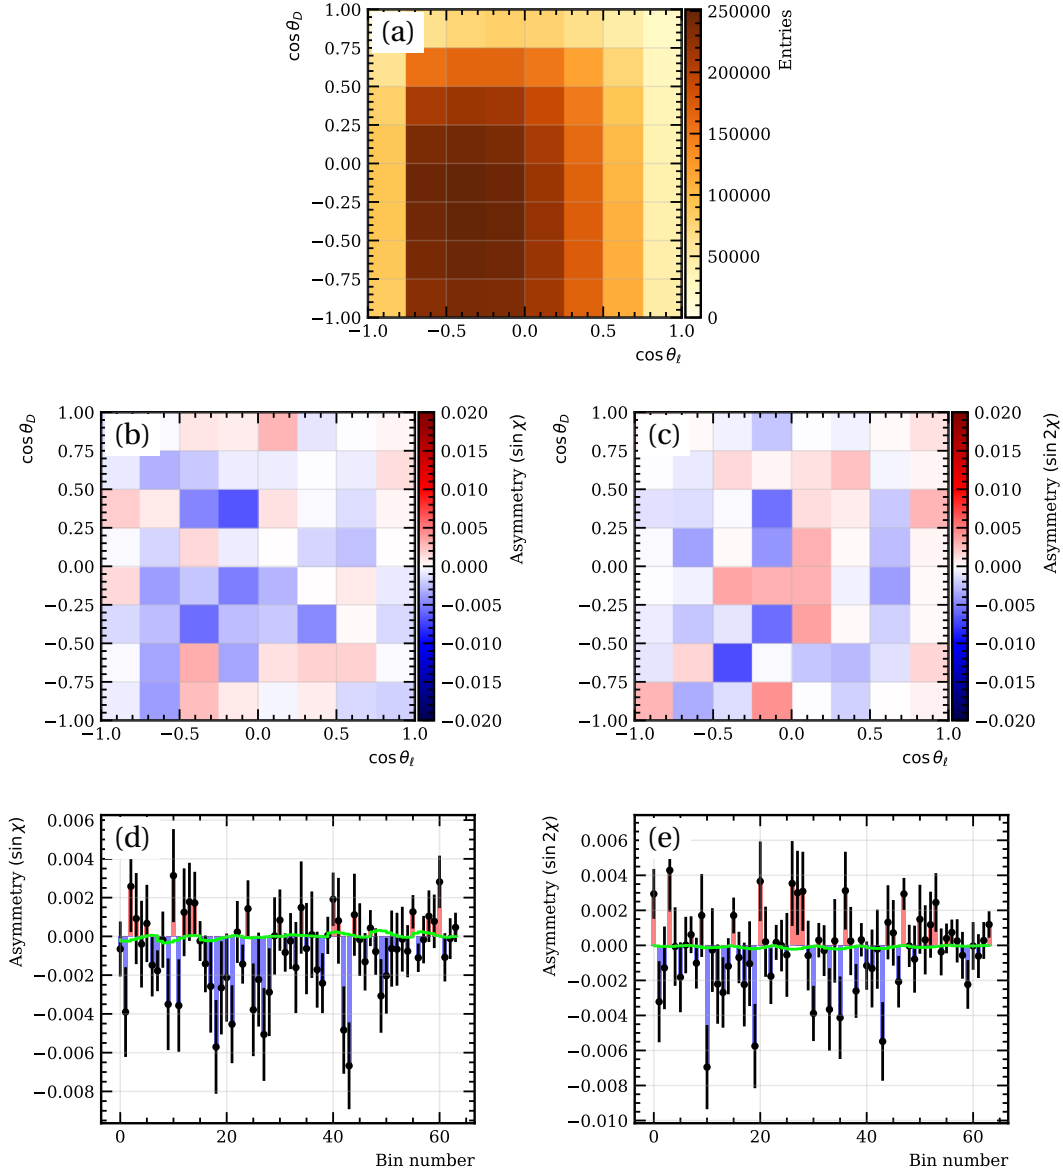 (a)
cos θ_D
1.00
0.75
0.50
0.25
0.00
−0.25
−0.50
−0.75
−1.00
−1.0 −0.5 0.0 0.5 1.0
cos θ_ℓ
250000
200000
150000
100000
50000
0
Entries
(b)
cos θ_D
1.00
0.75
0.50
0.25
0.00
−0.25
−0.50
−0.75
−1.00
−1.0 −0.5 0.0 0.5 1.0
cos θ_ℓ
0.020
0.015
0.010
0.005
0.000
−0.005
−0.010
−0.015
−0.020
Asymmetry (sin χ)
(c)
cos θ_D
1.00
0.75
0.50
0.25
0.00
−0.25
−0.50
−0.75
−1.00
−1.0 −0.5 0.0 0.5 1.0
cos θ_ℓ
0.020
0.015
0.010
0.005
0.000
−0.005
−0.010
−0.015
−0.020
Asymmetry (sin 2χ)
(d)
Asymmetry (sin χ)
0.006
0.004
0.002
0.000
−0.002
−0.004
−0.006
−0.008
0 20 40 60
Bin number
(e)
Asymmetry (sin 2χ)
0.006
0.004
0.002
0.000
−0.002
−0.004
−0.006
−0.008
−0.010
0 20 40 60
Bin number